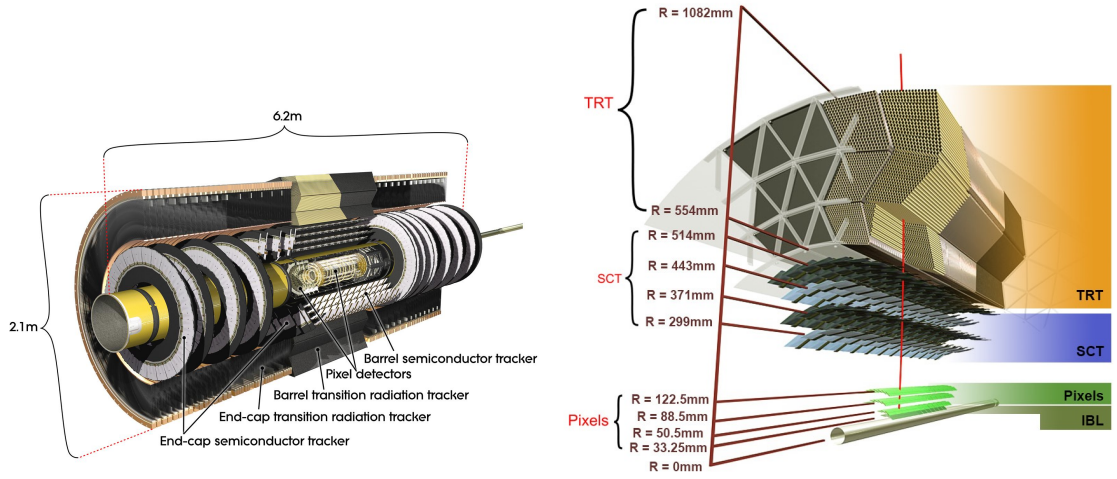 6.2m
2.1m
Barrel semiconductor tracker
Pixel detectors
Barrel transition radiation tracker
End-cap transition radiation tracker
End-cap semiconductor tracker
R = 1082mm
TRT
R = 554mm
R = 514mm
R = 443mm
SCT
R = 371mm
R = 299mm
TRT
SCT
R = 122.5mm
Pixels
R = 88.5mm
Pixels
IBL
R = 50.5mm
R = 33.25mm
R = 0mm